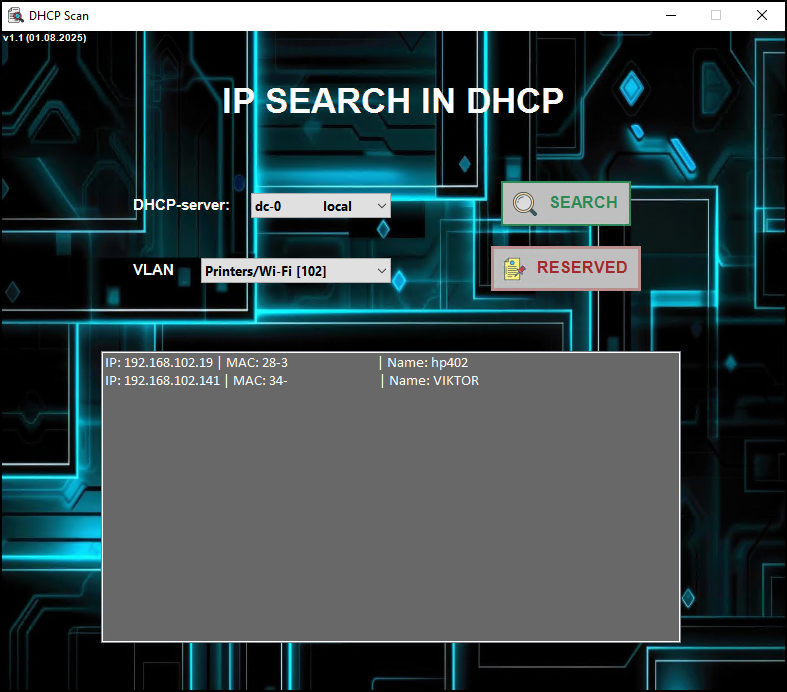 DHCP Scan
v1.1 (01.08.2025)
IP SEARCH IN DHCP
DHCP-server: dc-0 local SEARCH
VLAN Printers/Wi-Fi [102] RESERVED
IP: 192.168.102.19 | MAC: 28-3 | Name: hp402
IP: 192.168.102.141 | MAC: 34- | Name: VIKTOR